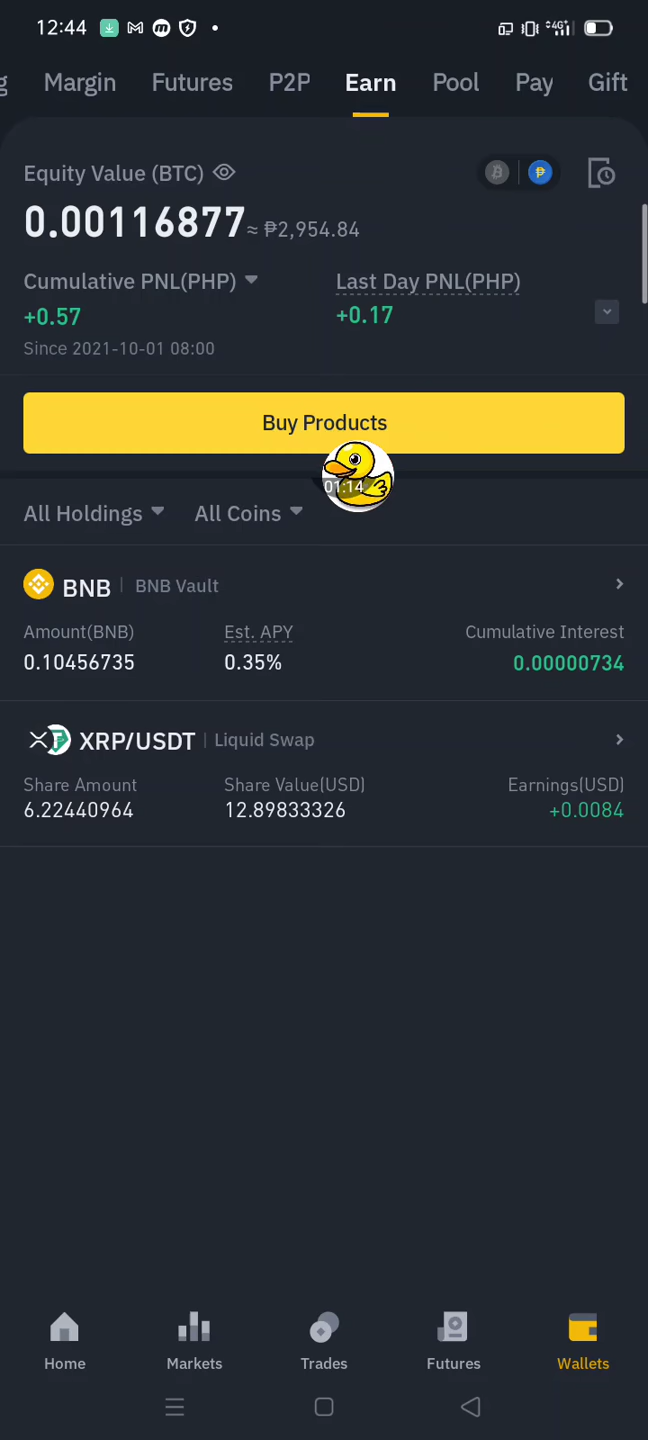 12:44
g Margin Futures P2P Earn Pool Pay Gift
Equity Value (BTC)
0.00116877 ≈ ₱2,954.84
Cumulative PNL(PHP) Last Day PNL(PHP)
+0.57 +0.17
Since 2021-10-01 08:00
Buy Products
01:14
All Holdings All Coins
BNB | BNB Vault
Amount(BNB) Est. APY Cumulative Interest
0.10456735 0.35% 0.00000734
XRP/USDT | Liquid Swap
Share Amount Share Value(USD) Earnings(USD)
6.22440964 12.89833326 +0.0084
Home Markets Trades Futures Wallets